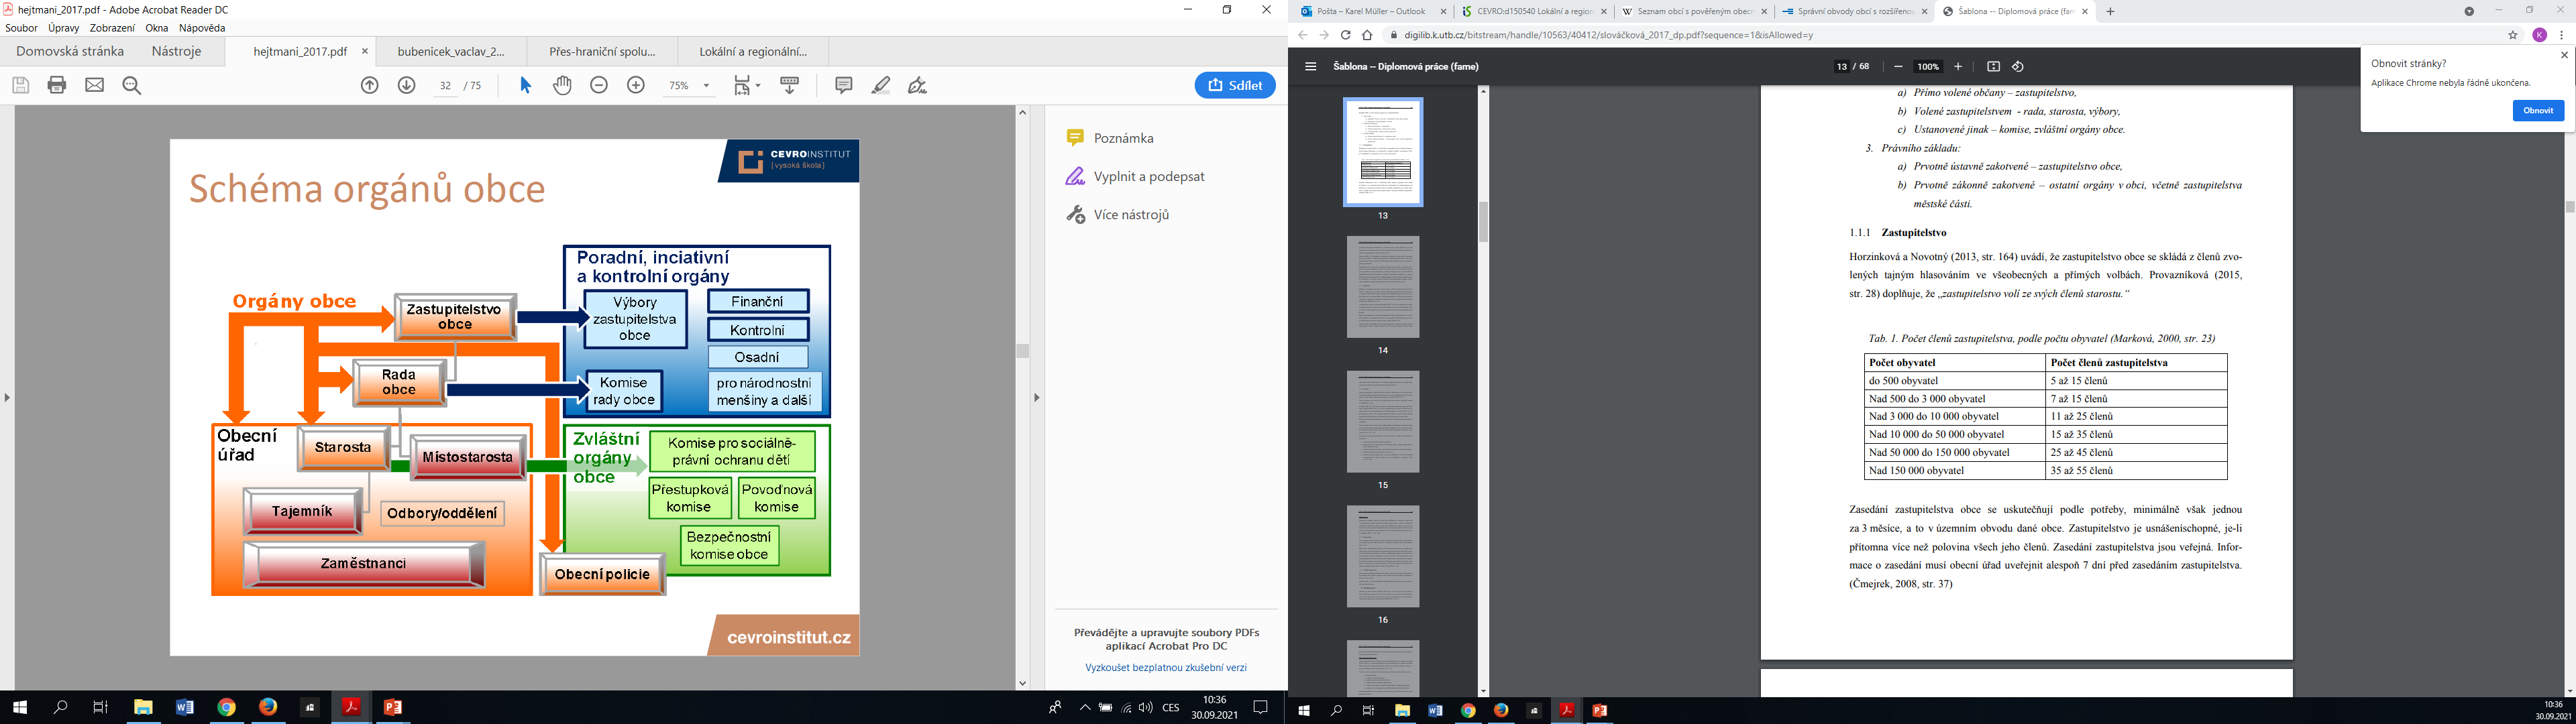 hejtmani_2017.pdf - Adobe Acrobat Reader DC
Soubor Úpravy Zobrazení Okna Nápověda
Domovská stránka Nástroje hejtmani_2017.pdf × bubenicek_vaclav_2... Přes-hraniční spolu... Lokální a regionální...
32 / 75 75% Sdílet
CEVROINSTITUT
[vysoká škola]
Schéma orgánů obce
Orgány obce
Zastupitelstvo
obce
Rada
obce
Poradní, inciativní
a kontrolní orgány
Výbory
zastupitelstva
obce
Finanční
Kontrolní
Osadní
pro národnostní
menšiny a další
Komise
rady obce
Obecní
úřad
Starosta
Místostarosta
Tajemník
Odbory/oddělení
Zaměstnanci
Zvláštní
orgány
obce
Komise pro sociálně-
právní ochranu dětí
Přestupková
komise
Povodňová
komise
Bezpečnostní
komise obce
Obecní policie
cevroinstitut.cz
Poznámka
Vyplnit a podepsat
Více nástrojů
Převádějte a upravujte soubory PDFs
aplikací Acrobat Pro DC
Vyzkoušet bezplatnou zkušební verzi
CES
10:36
30.09.2021
Pošta – Karel Müller – Outlook CEVRO:d150540 Lokální a region Seznam obcí s pověřeným obecn Správní obvody obcí s rozšířenou Šablona -- Diplomová práce (fam
digilib.k.utb.cz/bitstream/handle/10563/40412/slováčková_2017_dp.pdf?sequence=1&isAllowed=y
K
Šablona -- Diplomová práce (fame) 13 / 68 100%
Obnovit stránky?
Aplikace Chrome nebyla řádně ukončena.
Obnovit
13
14
15
16
a) Přímo volené občany – zastupitelstvo,
b) Volené zastupitelstvem - rada, starosta, výbory,
c) Ustanovené jinak – komise, zvláštní orgány obce.
3. Právního základu:
a) Prvotně ústavně zakotvené – zastupitelstvo obce,
b) Prvotně zákonně zakotvené – ostatní orgány v obci, včetně zastupitelstva
městské části.
1.1.1 Zastupitelstvo
Horzinková a Novotný (2013, str. 164) uvádí, že zastupitelstvo obce se skládá z členů zvo-
lených tajným hlasováním ve všeobecných a přímých volbách. Provazníková (2015,
str. 28) doplňuje, že „zastupitelstvo volí ze svých členů starostu."
Tab. 1. Počet členů zastupitelstva, podle počtu obyvatel (Marková, 2000, str. 23)
Počet obyvatel Počet členů zastupitelstva
do 500 obyvatel 5 až 15 členů
Nad 500 do 3 000 obyvatel 7 až 15 členů
Nad 3 000 do 10 000 obyvatel 11 až 25 členů
Nad 10 000 do 50 000 obyvatel 15 až 35 členů
Nad 50 000 do 150 000 obyvatel 25 až 45 členů
Nad 150 000 obyvatel 35 až 55 členů
Zasedání zastupitelstva obce se uskutečňují podle potřeby, minimálně však jednou
za 3 měsíce, a to v územním obvodu dané obce. Zastupitelstvo je usnášeníschopné, je-li
přítomna více než polovina všech jeho členů. Zasedání zastupitelstva jsou veřejná. Infor-
mace o zasedání musí obecní úřad uveřejnit alespoň 7 dní před zasedáním zastupitelstva.
(Čmejrek, 2008, str. 37)
10:36
30.09.2021